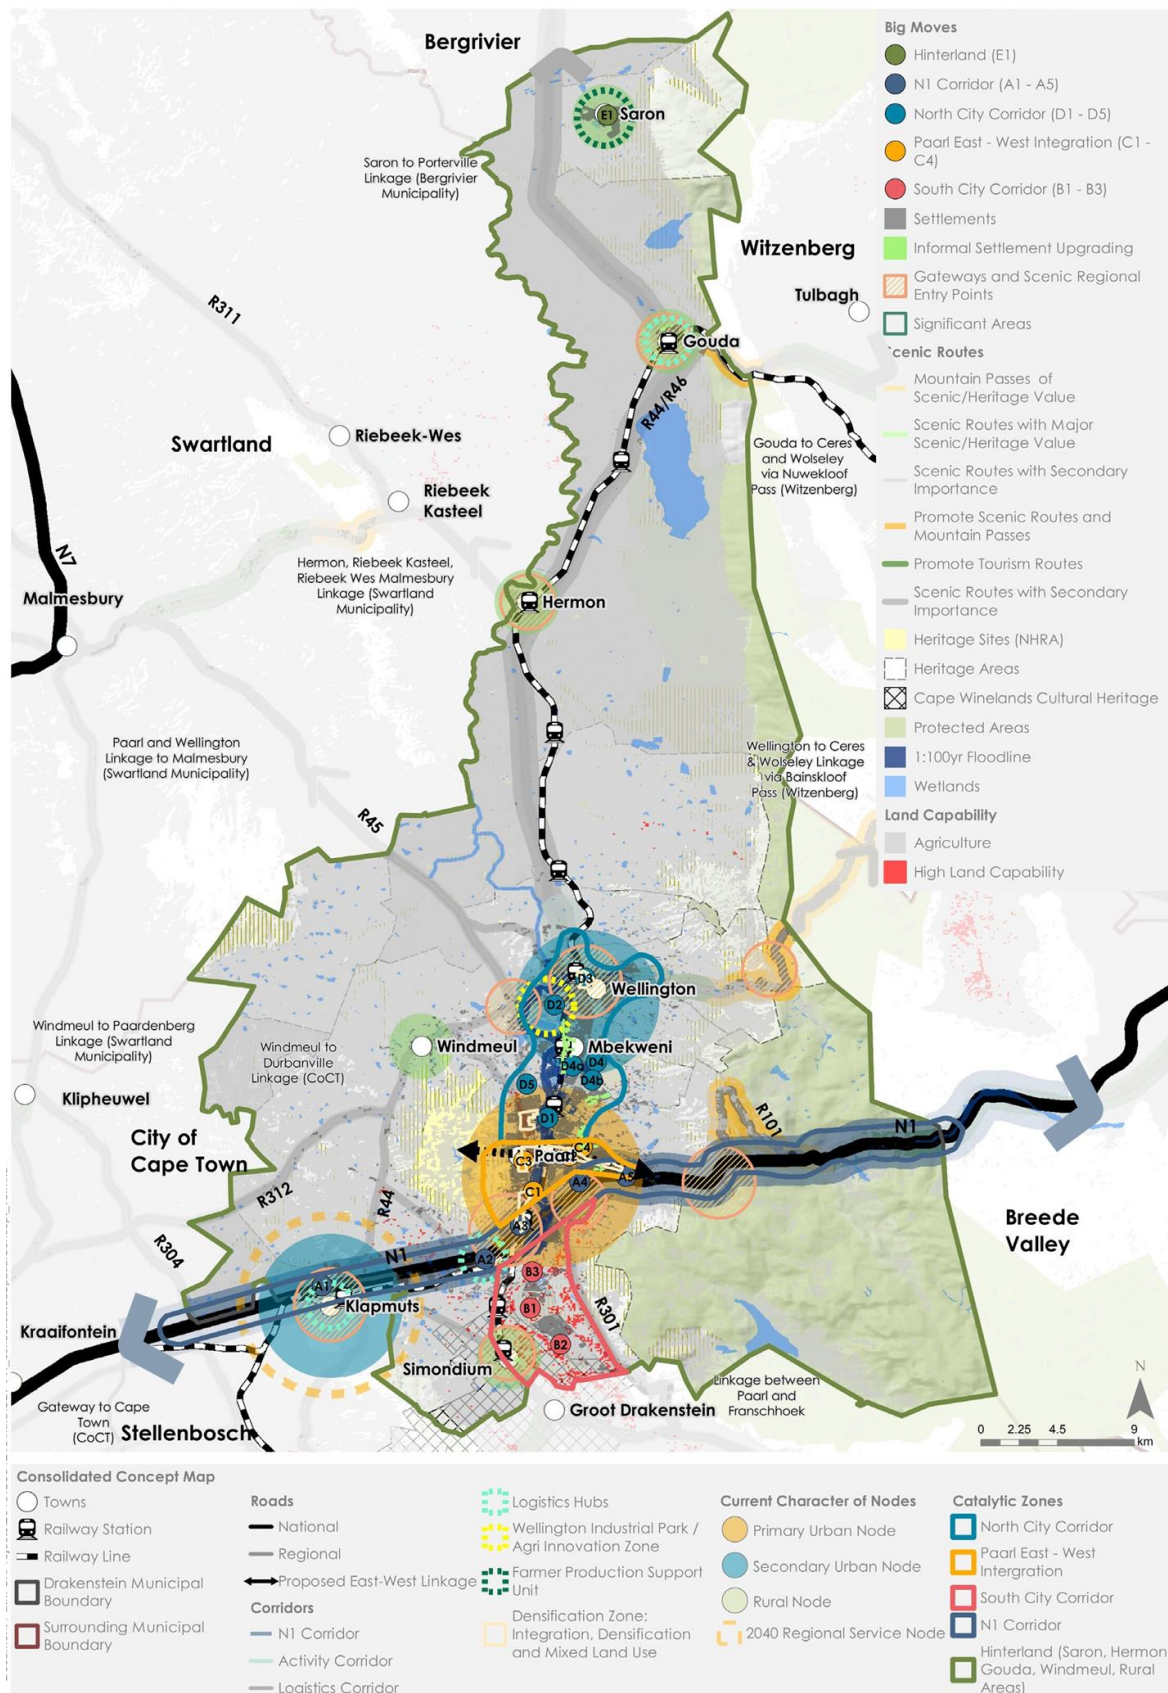 Bergrivier
Saron to Porterville
Linkage (Bergrivier
Municipality)
E1
Saron
Witzenberg
Tulbagh
R311
Gouda
R44/R46
Swartland
Riebeek-Wes
Riebeek
Kasteel
Gouda to Ceres
and Wolseley
via Nuwekloof
Pass (Witzenberg)
N7
Malmesbury
Hermon, Riebeek Kasteel,
Riebeek Wes Malmesbury
Linkage (Swartland
Municipality)
Hermon
Paarl and Wellington
Linkage to Malmesbury
(Swartland Municipality)
R45
Wellington to Ceres
& Wolseley Linkage
via Bainskloof
Pass (Witzenberg)
D3
Wellington
D2
Windmeul to Paardenberg
Linkage (Swartland
Municipality)
Windmeul to
Durbanville
Linkage (CoCT)
Windmeul
Mbekweni
D4a
D4
D4b
D5
D1
Klipheuwel
City of
Cape Town
R101
N1
C3
Paarl
C4
C1
A4
A5
A3
A2
R312
R44
R304
N1
A1
Klapmuts
Breede
Valley
B3
B1
B2
R301
Kraaifontein
Simondium
Linkage between
Paarl and
Franschhoek
Groot Drakenstein
Gateway to Cape
Town
(CoCT)
Stellenbosch
N
0 2.25 4.5 9
km
Big Moves
Hinterland (E1)
N1 Corridor (A1 - A5)
North City Corridor (D1 - D5)
Paarl East - West Integration (C1 -
C4)
South City Corridor (B1 - B3)
Settlements
Informal Settlement Upgrading
Gateways and Scenic Regional
Entry Points
Significant Areas
Scenic Routes
Mountain Passes of
Scenic/Heritage Value
Scenic Routes with Major
Scenic/Heritage Value
Scenic Routes with Secondary
Importance
Promote Scenic Routes and
Mountain Passes
Promote Tourism Routes
Scenic Routes with Secondary
Importance
Heritage Sites (NHRA)
Heritage Areas
Cape Winelands Cultural Heritage
Protected Areas
1:100yr Floodline
Wetlands
Land Capability
Agriculture
High Land Capability
Consolidated Concept Map
Towns
Railway Station
Railway Line
Drakenstein Municipal
Boundary
Surrounding Municipal
Boundary
Roads
National
Regional
Proposed East-West Linkage
Corridors
N1 Corridor
Activity Corridor
Logistics Corridor
Logistics Hubs
Wellington Industrial Park /
Agri Innovation Zone
Farmer Production Support
Unit
Densification Zone:
Integration, Densification
and Mixed Land Use
Current Character of Nodes
Primary Urban Node
Secondary Urban Node
Rural Node
2040 Regional Service Node
Catalytic Zones
North City Corridor
Paarl East - West
Intergration
South City Corridor
N1 Corridor
Hinterland (Saron, Hermon
Gouda, Windmeul, Rural
Areas)